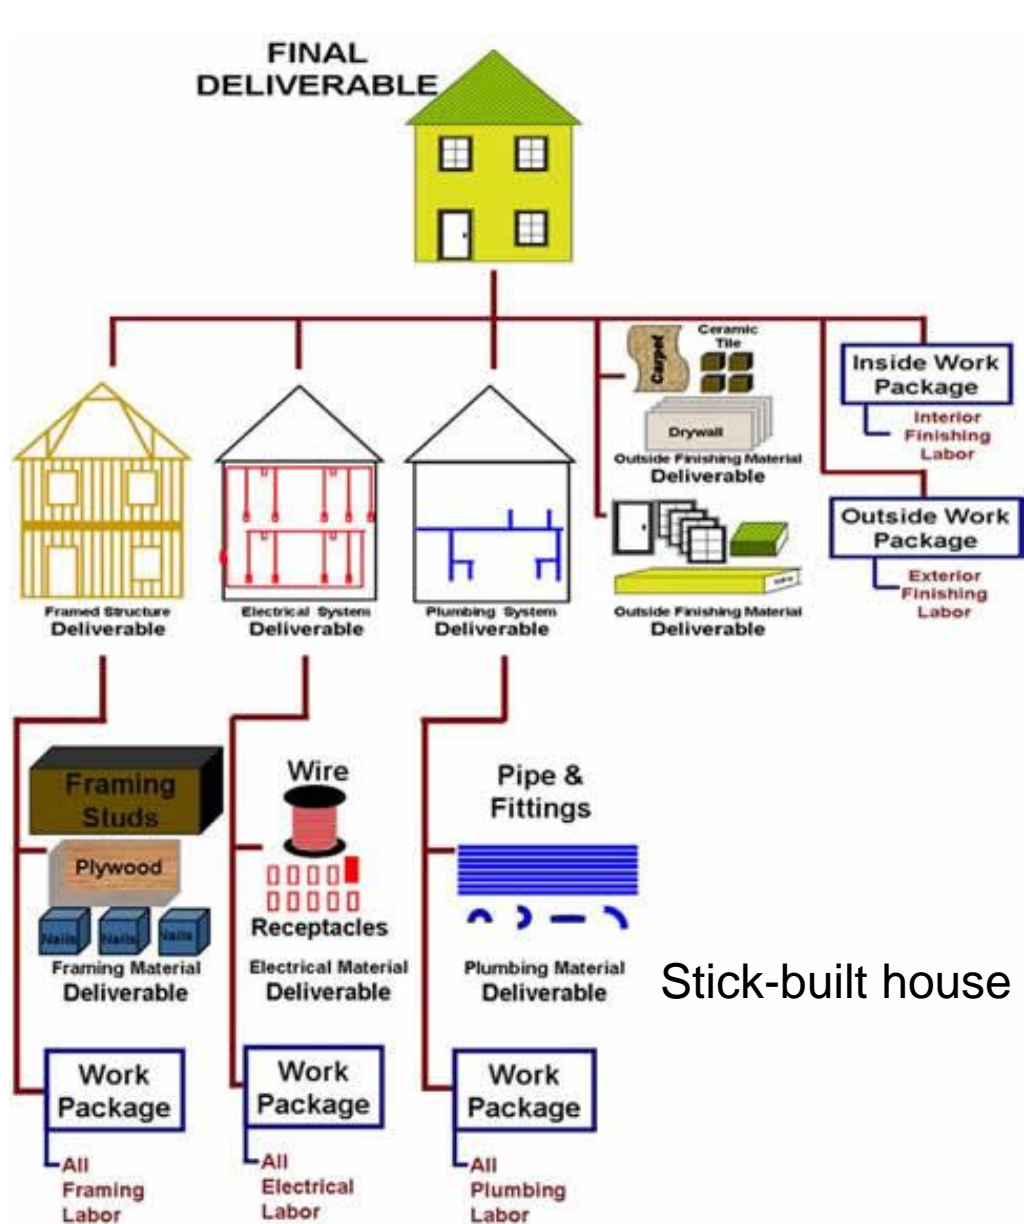 FINAL
DELIVERABLE
Carpet
Ceramic
Tile
Drywall
Outside Finishing Material
Deliverable
Inside Work
Package
Interior
Finishing
Labor
Outside Work
Package
Exterior
Finishing
Labor
Outside Finishing Material
Deliverable
Framed Structure
Deliverable
Electrical System
Deliverable
Plumbing System
Deliverable
Framing
Studs
Plywood
Nails
Nails
Nails
Framing Material
Deliverable
Wire
Receptacles
Electrical Material
Deliverable
Pipe &
Fittings
Plumbing Material
Deliverable
Stick-built house
Work
Package
All
Framing
Labor
Work
Package
All
Electrical
Labor
Work
Package
All
Plumbing
Labor